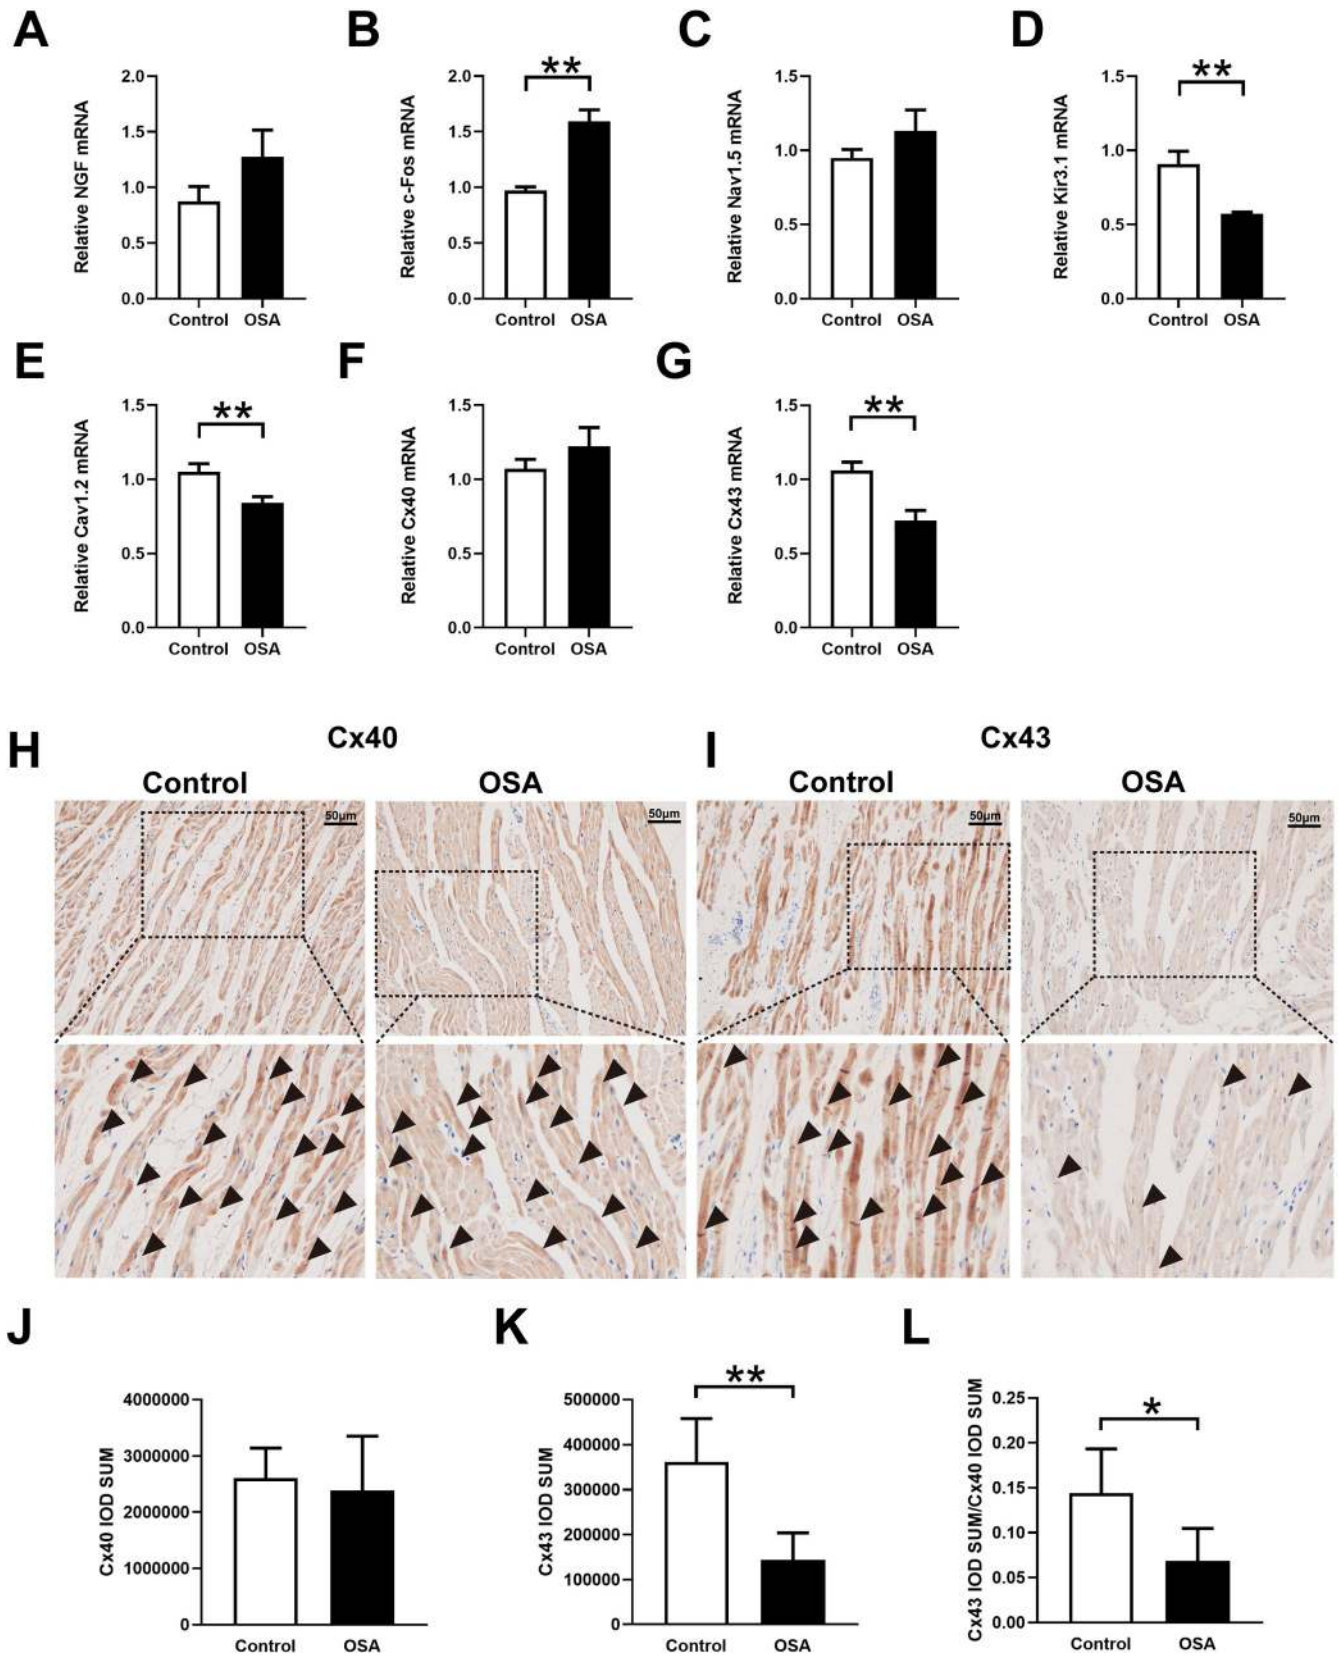 A
B
C
D
Relative NGF mRNA
2.0
1.5
1.0
0.5
0.0
Control OSA
Relative c-Fos mRNA
**
2.0
1.5
1.0
0.5
0.0
Control OSA
Relative Nav1.5 mRNA
1.5
1.0
0.5
0.0
Control OSA
Relative Kir3.1 mRNA
**
1.5
1.0
0.5
0.0
Control OSA
E
F
G
Relative Cav1.2 mRNA
**
1.5
1.0
0.5
0.0
Control OSA
Relative Cx40 mRNA
1.5
1.0
0.5
0.0
Control OSA
Relative Cx43 mRNA
**
1.5
1.0
0.5
0.0
Control OSA
H
Cx40
Control
OSA
50μm
50μm
I
Cx43
Control
OSA
50μm
50μm
J
Cx40 IOD SUM
4000000
3000000
2000000
1000000
0
Control OSA
K
Cx43 IOD SUM
**
500000
400000
300000
200000
100000
0
Control OSA
L
Cx43 IOD SUM/Cx40 IOD SUM
*
0.25
0.20
0.15
0.10
0.05
0.00
Control OSA